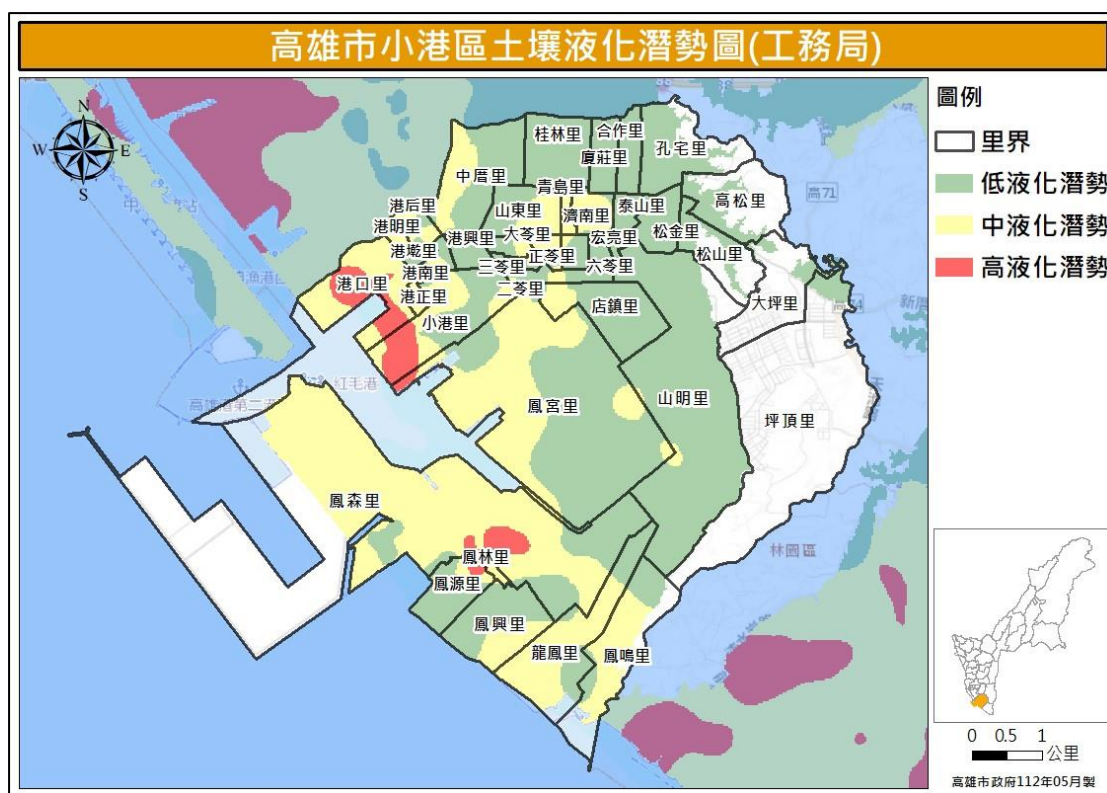 高雄市小港區土壤液化潛勢圖(工務局)
圖例
里界
低液化潛勢
中液化潛勢
高液化潛勢
N
W
E
S
桂林里
合作里
廈莊里
孔宅里
中厝里
高71
青島里
高松里
港后里
山東里
濟南里
泰山里
港明里
大苓里
港興里
宏亮里
松金里
港墘里
正苓里
松山里
三苓里
六苓里
港南里
港口里
二苓里
港正里
店鎮里
大坪里
小港里
紅毛港
高雄港第二港
鳳宮里
山明里
坪頂里
鳳森里
林園區
鳳林里
鳳源里
鳳興里
龍鳳里
鳳鳴里
0 0.5 1
公里
高雄市政府112年05月製